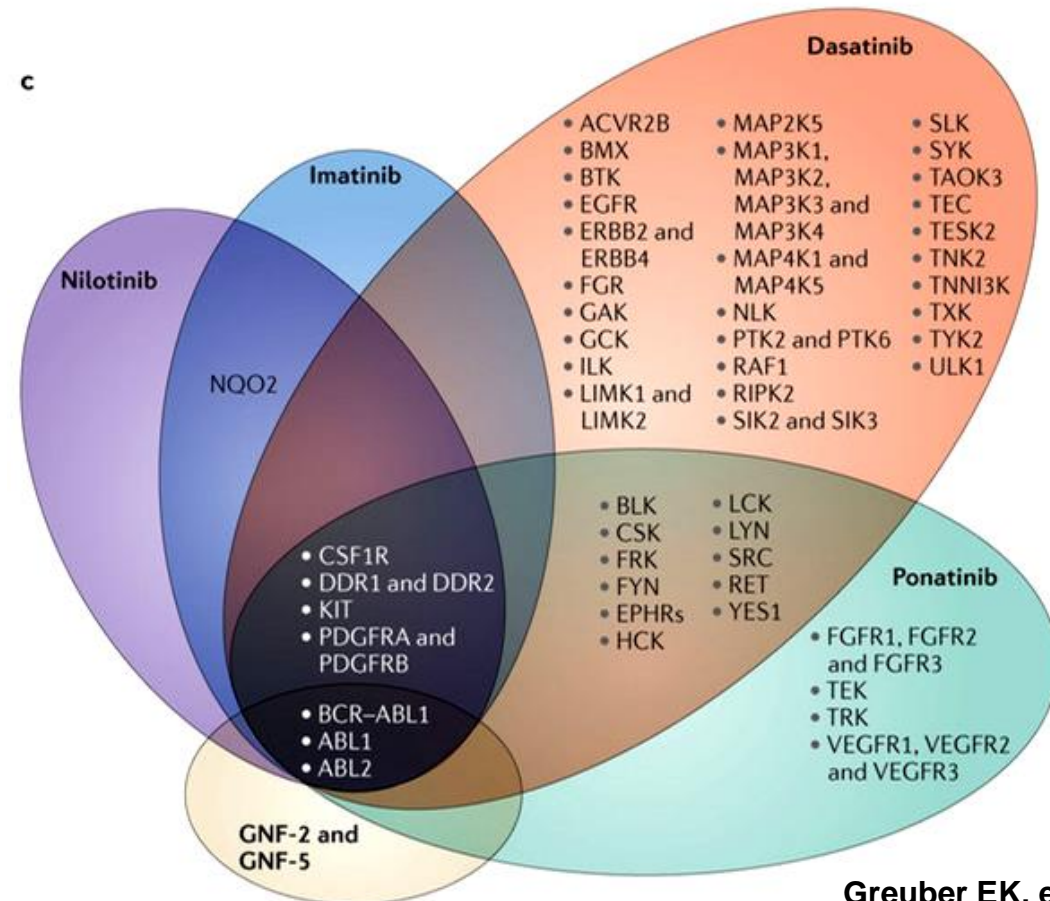 c
Dasatinib
• ACVR2B
• BMX
• BTK
• EGFR
• ERBB2 and
ERBB4
• FGR
• GAK
• GCK
• ILK
• LIMK1 and
LIMK2
• MAP2K5
• MAP3K1,
MAP3K2,
MAP3K3 and
MAP3K4
• MAP4K1 and
MAP4K5
• NLK
• PTK2 and PTK6
• RAF1
• RIPK2
• SIK2 and SIK3
• SLK
• SYK
• TAOK3
• TEC
• TESK2
• TNK2
• TNNI3K
• TXK
• TYK2
• ULK1
Imatinib
Nilotinib
NQO2
• CSF1R
• DDR1 and DDR2
• KIT
• PDGFRA and
PDGFRB
• BCR–ABL1
• ABL1
• ABL2
• BLK
• CSK
• FRK
• FYN
• EPHRs
• HCK
• LCK
• LYN
• SRC
• RET
• YES1
Ponatinib
• FGFR1, FGFR2
and FGFR3
• TEK
• TRK
• VEGFR1, VEGFR2
and VEGFR3
GNF-2 and
GNF-5
Greuber EK, e